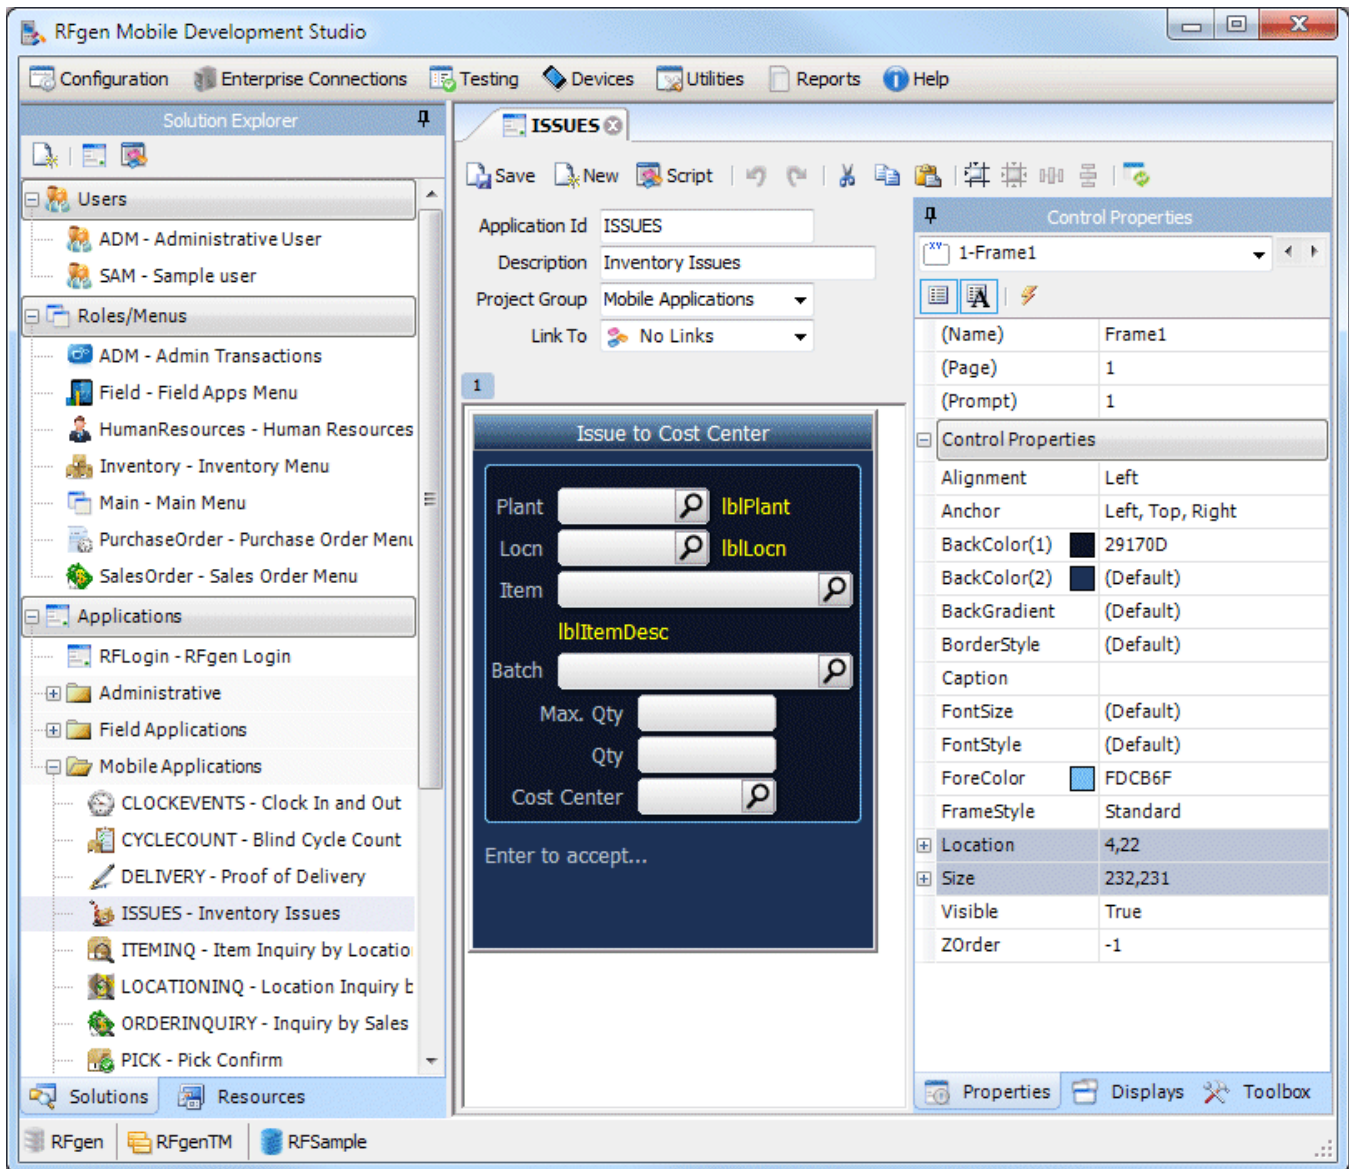 RFgen Mobile Development Studio
Configuration Enterprise Connections Testing Devices Utilities Reports Help
Solution Explorer
Users
ADM - Administrative User
SAM - Sample user
Roles/Menus
ADM - Admin Transactions
Field - Field Apps Menu
HumanResources - Human Resources
Inventory - Inventory Menu
Main - Main Menu
PurchaseOrder - Purchase Order Menu
SalesOrder - Sales Order Menu
Applications
RFLogin - RFgen Login
Administrative
Field Applications
Mobile Applications
CLOCKEVENTS - Clock In and Out
CYCLECOUNT - Blind Cycle Count
DELIVERY - Proof of Delivery
ISSUES - Inventory Issues
ITEMINQ - Item Inquiry by Locatio
LOCATIONINQ - Location Inquiry b
ORDERINQUIRY - Inquiry by Sales
PICK - Pick Confirm
Solutions Resources
ISSUES
Save New Script
Application Id ISSUES
Description Inventory Issues
Project Group Mobile Applications
Link To No Links
1
Issue to Cost Center
Plant lblPlant
Locn lblLocn
Item
lblItemDesc
Batch
Max. Qty
Qty
Cost Center
Enter to accept...
Control Properties
XY 1-Frame1
A
(Name) Frame1
(Page) 1
(Prompt) 1
Control Properties
Alignment Left
Anchor Left, Top, Right
BackColor(1) 29170D
BackColor(2) (Default)
BackGradient (Default)
BorderStyle (Default)
Caption
FontSize (Default)
FontStyle (Default)
ForeColor FDCB6F
FrameStyle Standard
Location 4,22
Size 232,231
Visible True
ZOrder -1
Properties Displays Toolbox
RFgen RFgenTM RFSample